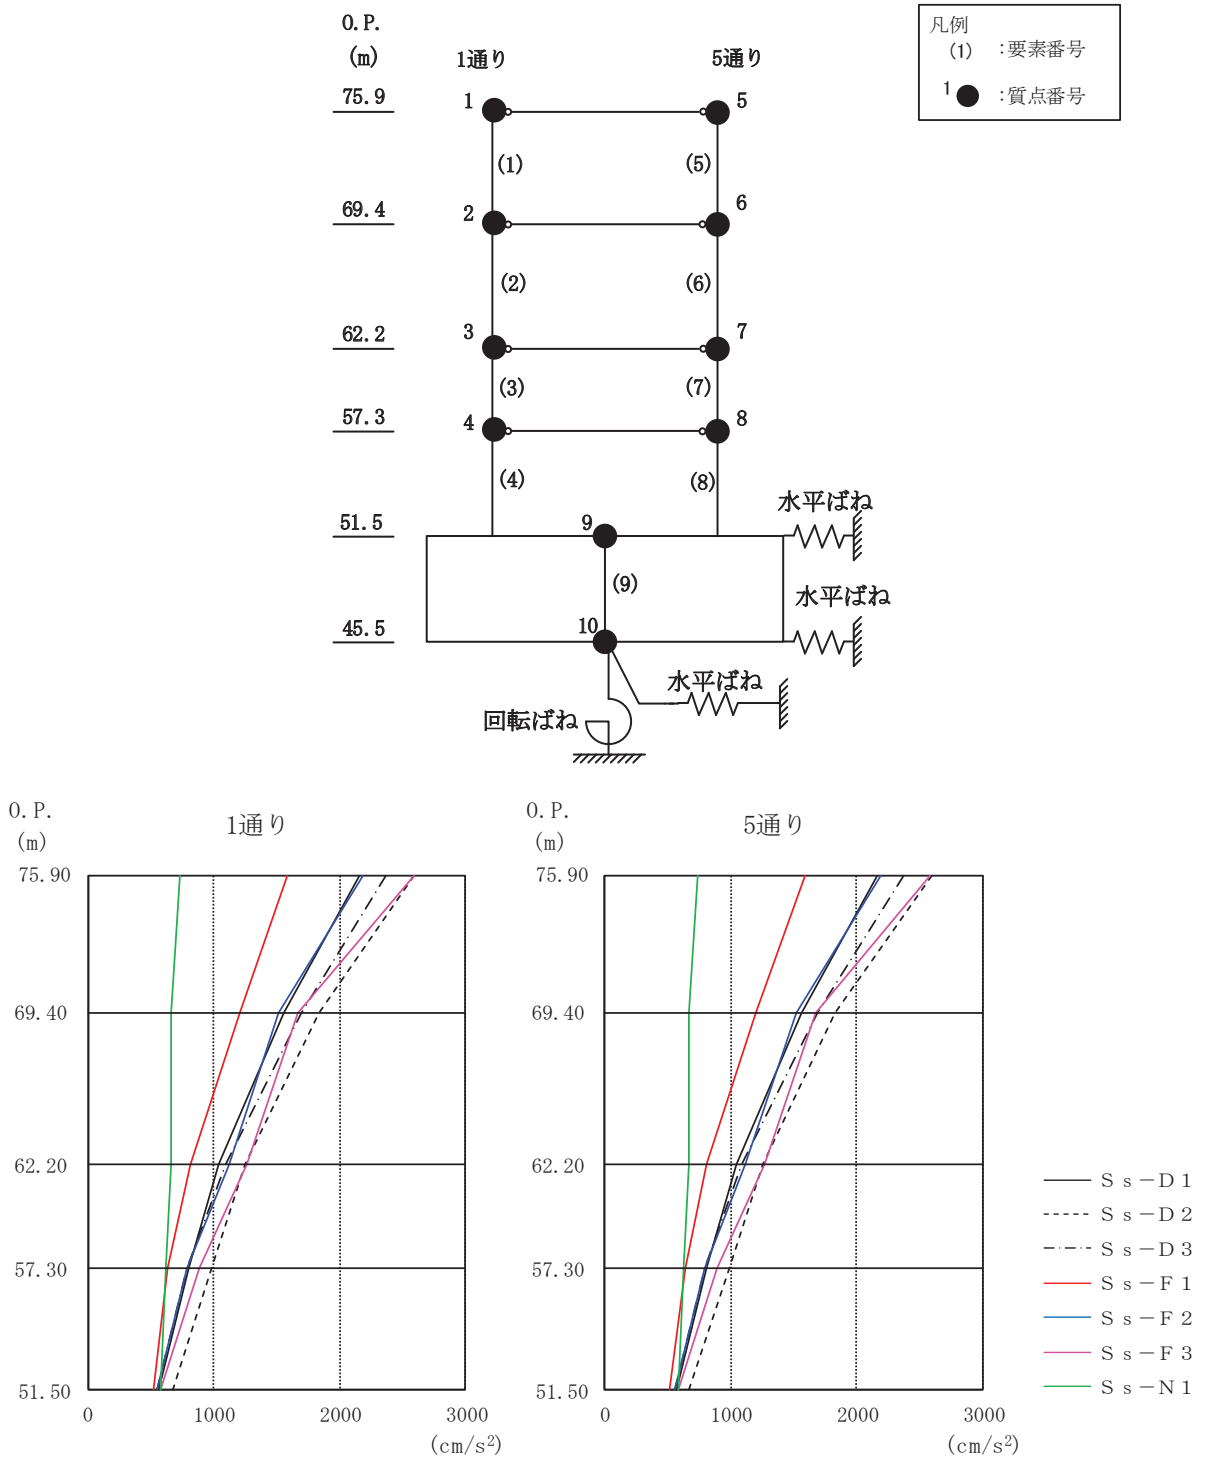 O.P.
(m)
1通り
5通り
凡例
(1) :要素番号
1 :質点番号
75.9
1
5
(1)
(5)
69.4
2
6
(2)
(6)
62.2
3
7
(3)
(7)
57.3
4
8
(4)
(8)
水平ばね
51.5
9
(9)
水平ばね
45.5
10
水平ばね
回転ばね
O.P.
(m)
1通り
75.90
69.40
62.20
57.30
51.50
0 1000 2000 3000
(cm/s²)
O.P.
(m)
5通り
75.90
69.40
62.20
57.30
51.50
0 1000 2000 3000
(cm/s²)
Ss-D1
Ss-D2
Ss-D3
Ss-F1
Ss-F2
Ss-F3
Ss-N1